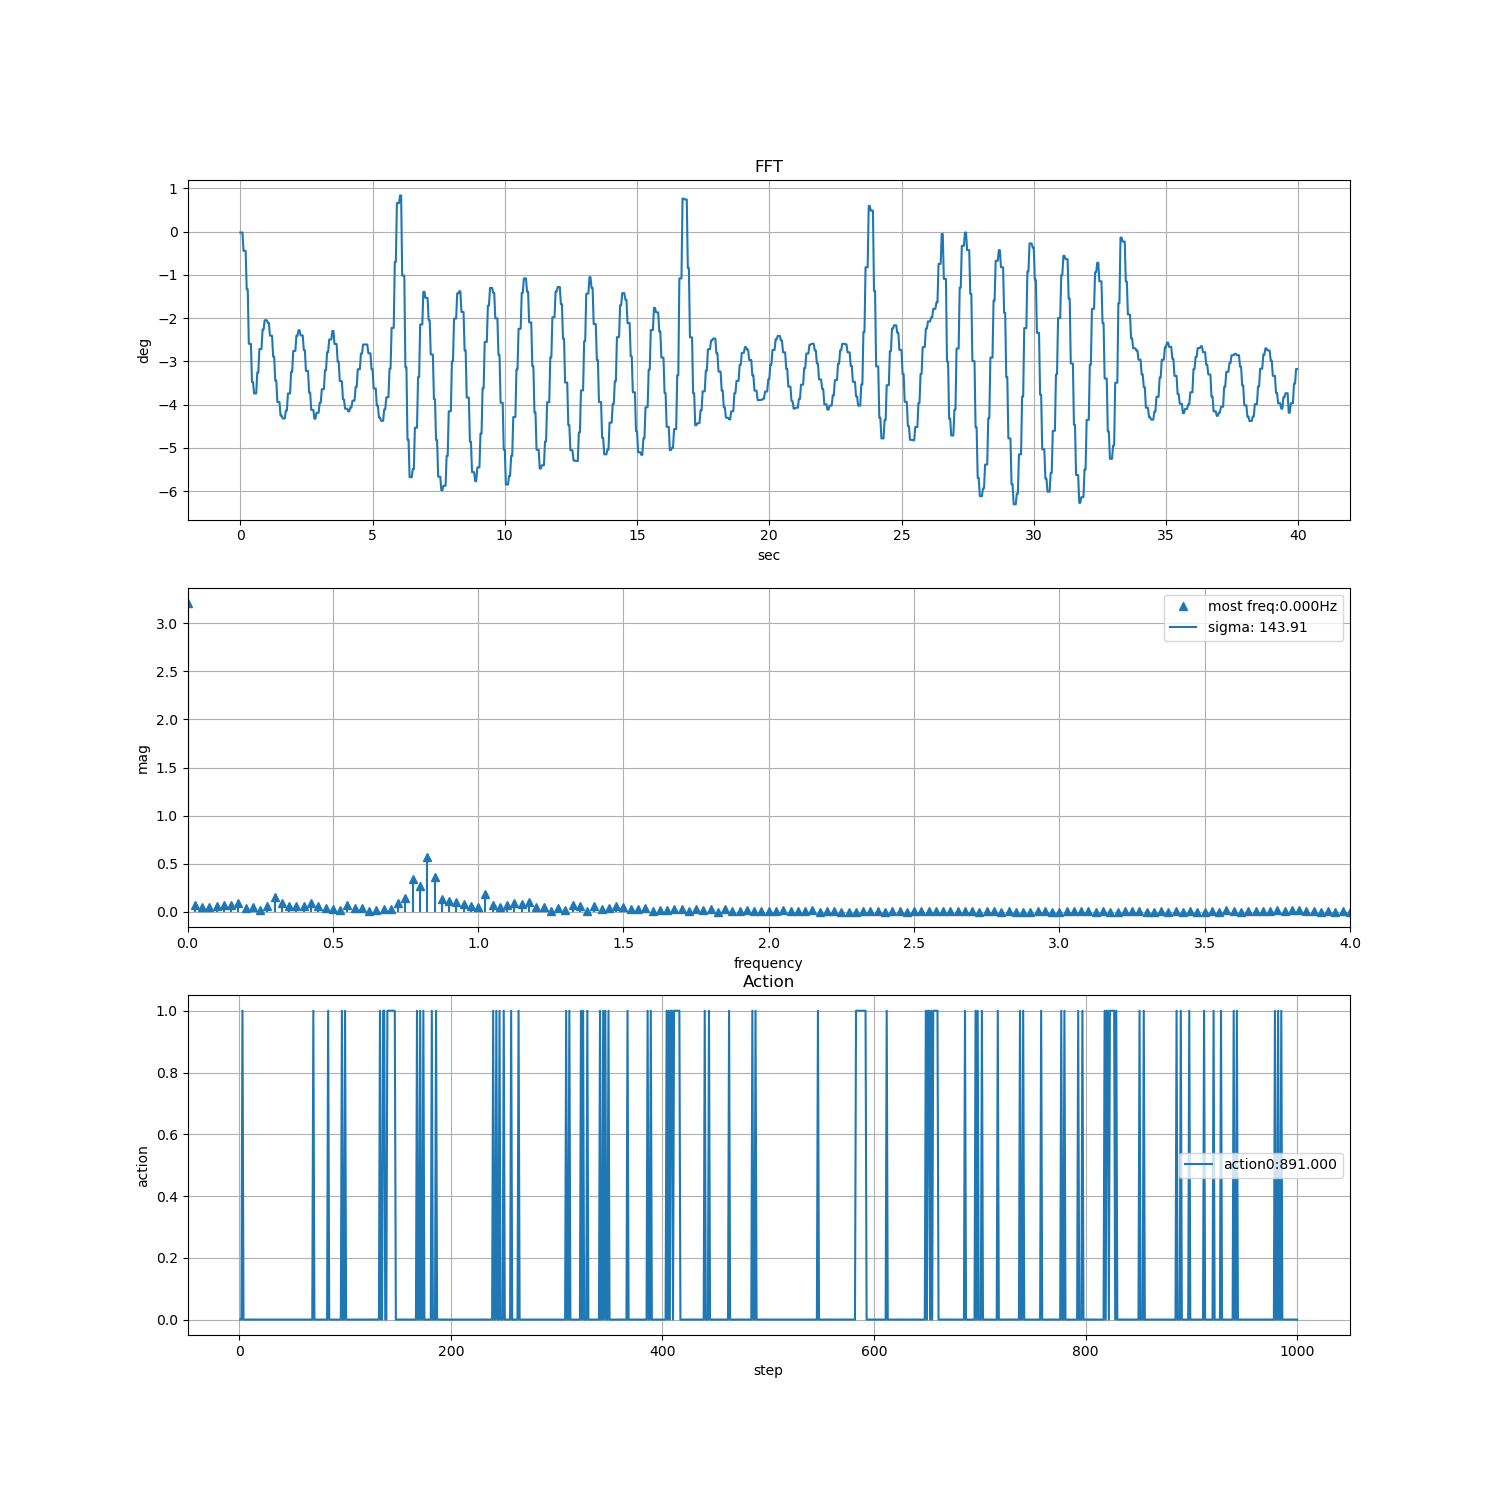 FFT
1
0
−1
−2
−3
−4
−5
−6
deg
0 5 10 15 20 25 30 35 40
sec
3.0
2.5
2.0
1.5
1.0
0.5
0.0
mag
most freq:0.000Hz
sigma: 143.91
0.0 0.5 1.0 1.5 2.0 2.5 3.0 3.5 4.0
frequency
Action
1.0
0.8
0.6
0.4
0.2
0.0
action
action0:891.000
0 200 400 600 800 1000
step